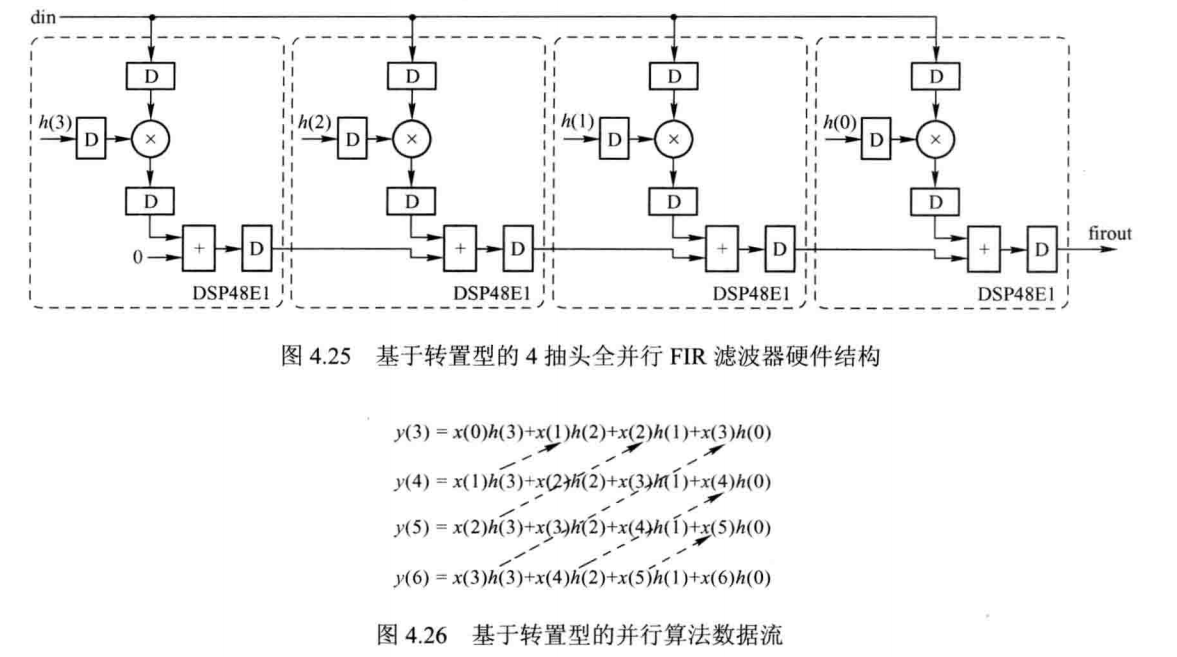 din
D D D D
h(3) D × h(2) D × h(1) D × h(0) D ×
D D D D
0 + D + D + D + D firout
DSP48E1 DSP48E1 DSP48E1 DSP48E1
图 4.25 基于转置型的 4 抽头全并行 FIR 滤波器硬件结构
y(3) = x(0)h(3)+x(1)h(2)+x(2)h(1)+x(3)h(0)
y(4) = x(1)h(3)+x(2)h(2)+x(3)h(1)+x(4)h(0)
y(5) = x(2)h(3)+x(3)h(2)+x(4)h(1)+x(5)h(0)
y(6) = x(3)h(3)+x(4)h(2)+x(5)h(1)+x(6)h(0)
图 4.26 基于转置型的并行算法数据流